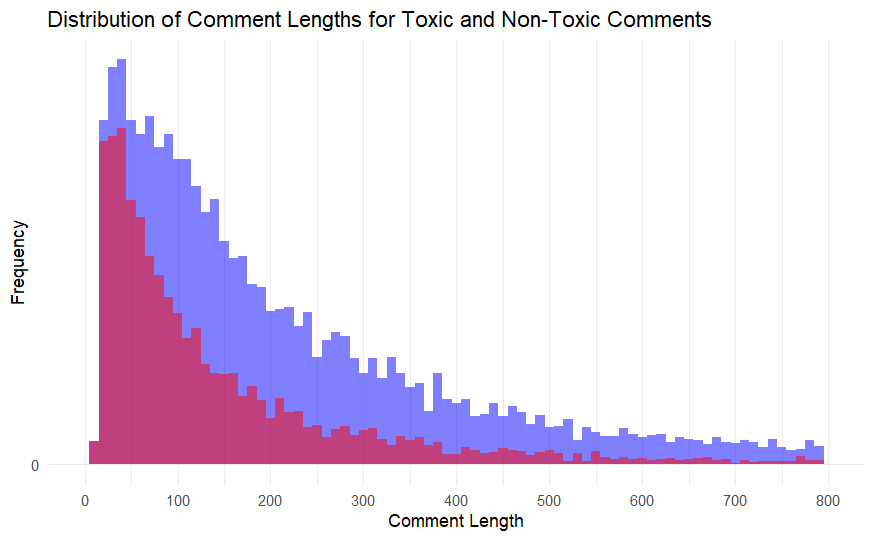 Distribution of Comment Lengths for Toxic and Non-Toxic Comments
Frequency
0
0 100 200 300 400 500 600 700 800
Comment Length